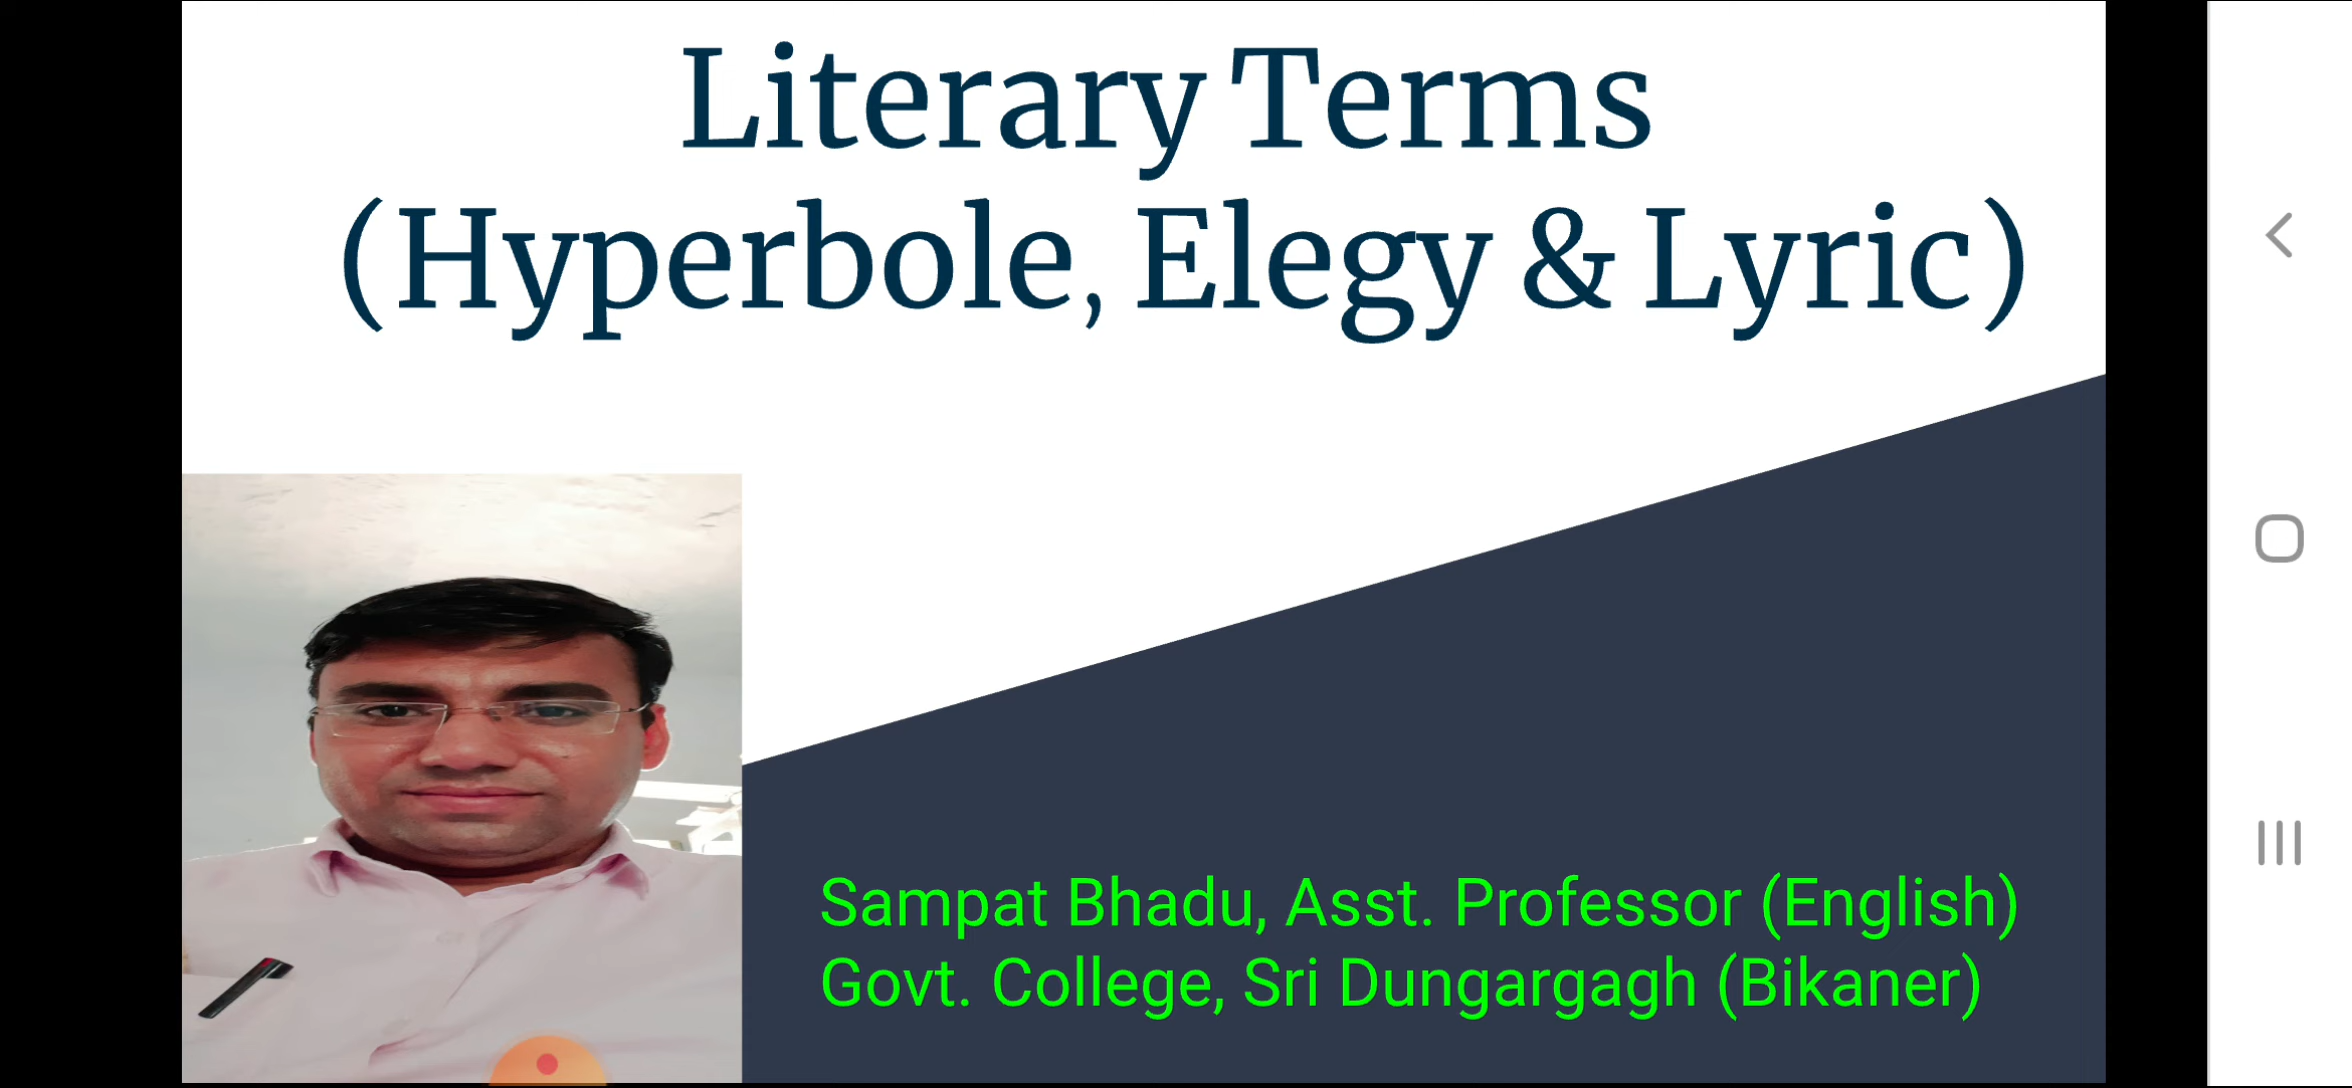 Literary Terms
(Hyperbole, Elegy & Lyric)
Sampat Bhadu, Asst. Professor (English)
Govt. College, Sri Dungargagh (Bikaner)